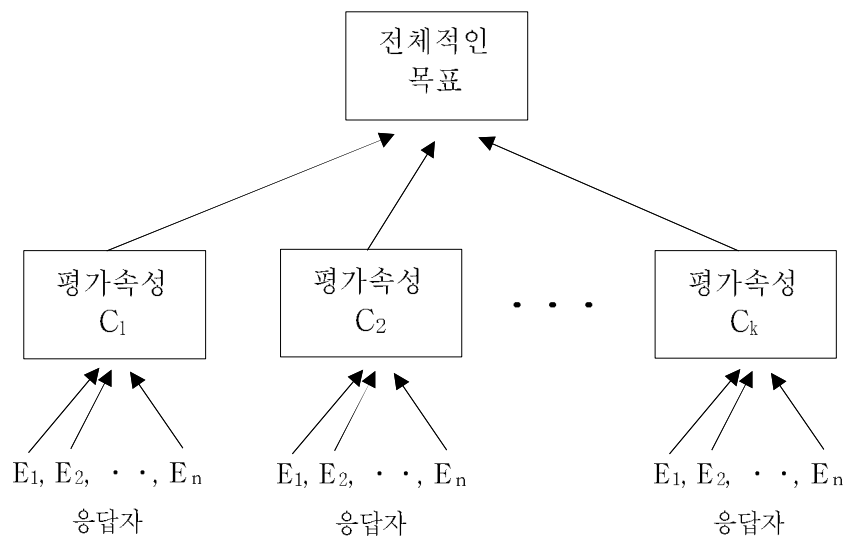 전체적인
목표
평가속성
C₁
평가속성
C₂
· · ·
평가속성
Cₖ
E₁, E₂, · · , Eₙ
응답자
E₁, E₂, · · , Eₙ
응답자
E₁, E₂, · · , Eₙ
응답자